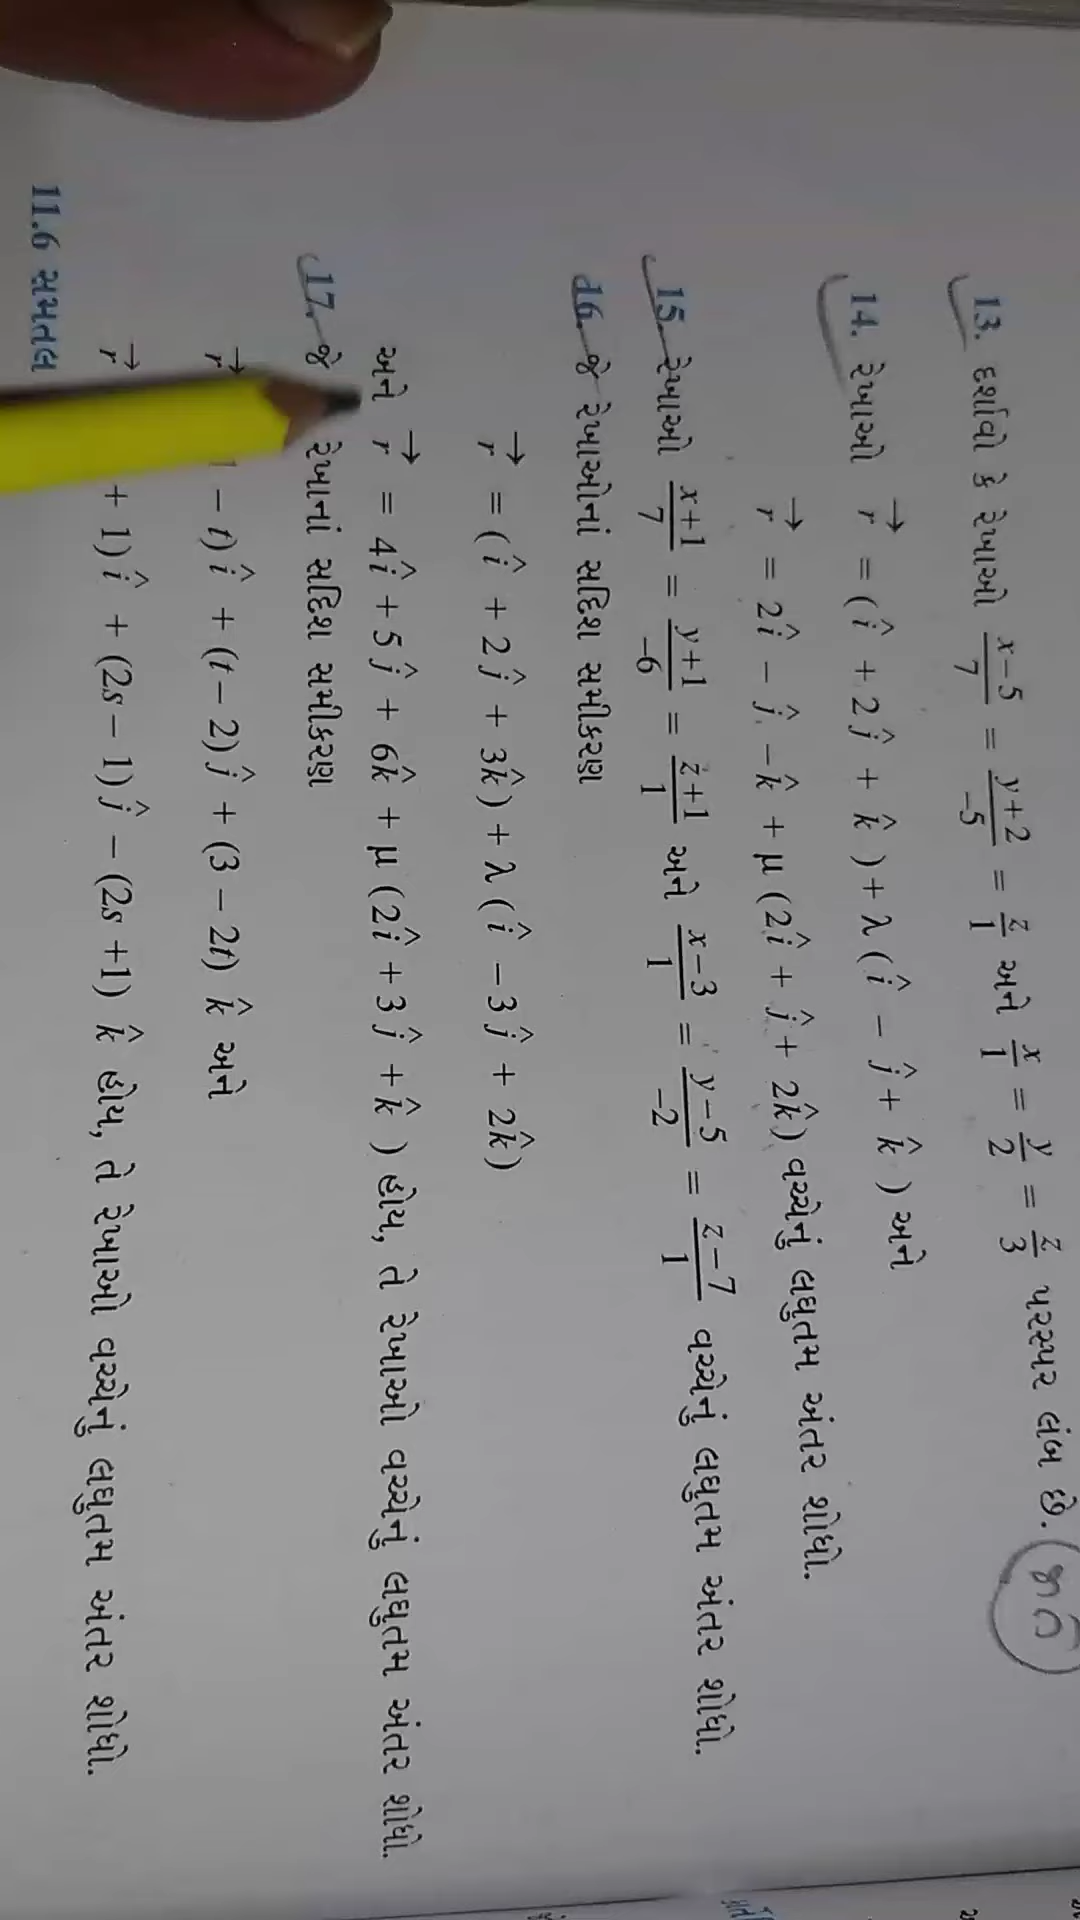 13. દર્શાવો કે રેખાઓ (x–5)/7 = (y+2)/–5 = z/1 અને x/1 = y/2 = z/3 પરસ્પર લંબ છે.
14. રેખાઓ r⃗ = (î + 2ĵ + k̂) + λ(î – ĵ + k̂) અને
r⃗ = 2î – ĵ – k̂ + μ(2î + ĵ + 2k̂) વચ્ચેનું લઘુતમ અંતર શોધો.
15. રેખાઓ (x+1)/7 = (y+1)/–6 = (z+1)/1 અને (x–3)/1 = (y–5)/–2 = (z–7)/1 વચ્ચેનું લઘુતમ અંતર શોધો.
16. જે રેખાઓનાં સદિશ સમીકરણ
r⃗ = (î + 2ĵ + 3k̂) + λ(î – 3ĵ + 2k̂)
અને r⃗ = 4î + 5ĵ + 6k̂ + μ(2î + 3ĵ + k̂) હોય, તે રેખાઓ વચ્ચેનું લઘુતમ અંતર શોધો.
17. જે રેખાનાં સદિશ સમીકરણ
r⃗ – t)î + (t – 2)ĵ + (3 – 2t) k̂ અને
r⃗ + 1)î + (2s – 1)ĵ – (2s +1) k̂ હોય, તે રેખાઓ વચ્ચેનું લઘુતમ અંતર શોધો.
11.6 સમતલ